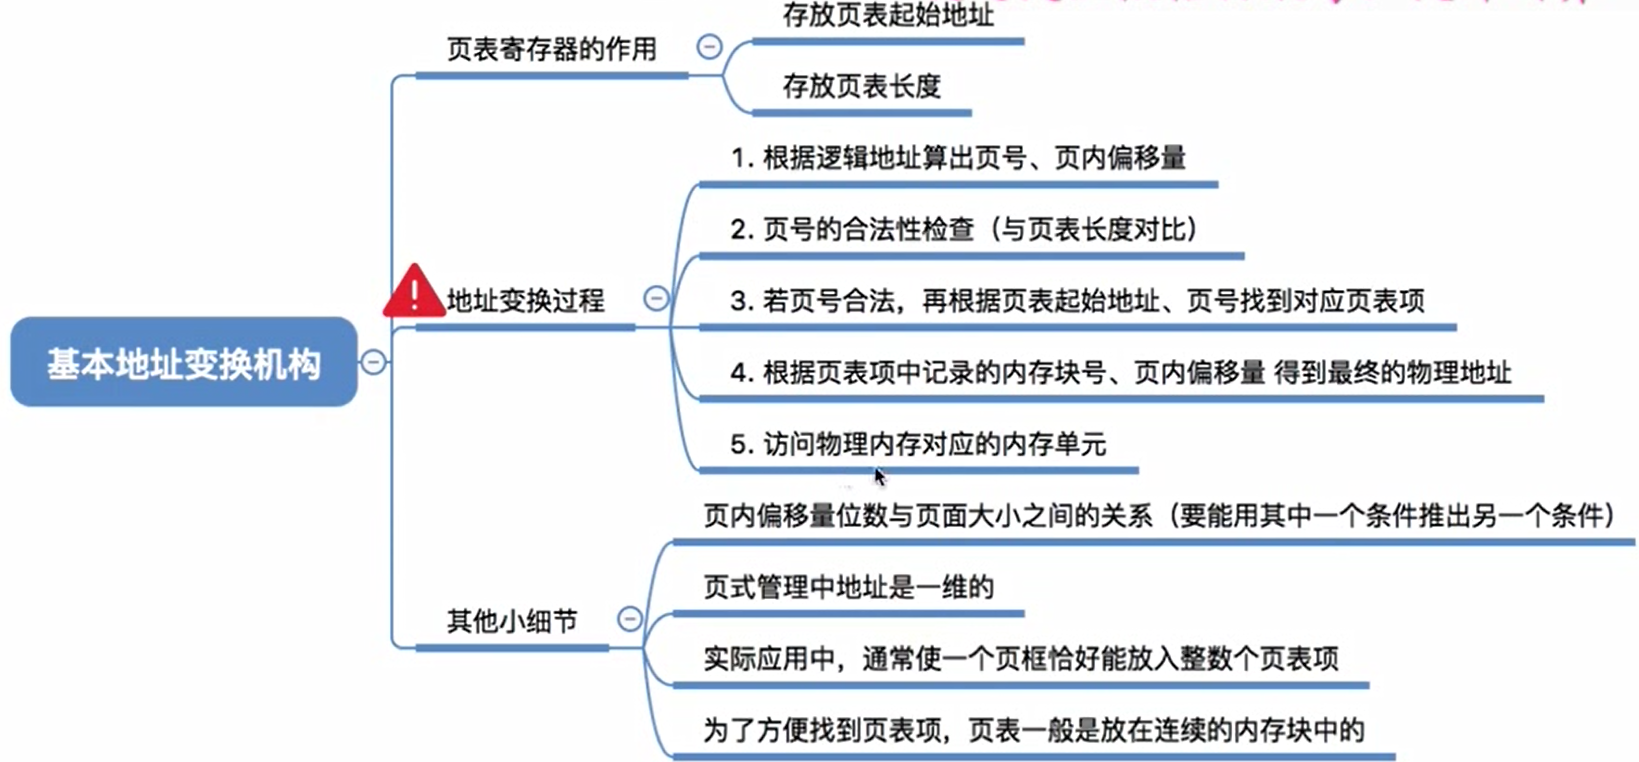 存放页表起始地址
页表寄存器的作用
存放页表长度
1. 根据逻辑地址算出页号、页内偏移量
2. 页号的合法性检查（与页表长度对比）
地址变换过程
3. 若页号合法，再根据页表起始地址、页号找到对应页表项
基本地址变换机构
4. 根据页表项中记录的内存块号、页内偏移量 得到最终的物理地址
5. 访问物理内存对应的内存单元
页内偏移量位数与页面大小之间的关系（要能用其中一个条件推出另一个条件）
页式管理中地址是一维的
其他小细节
实际应用中，通常使一个页框恰好能放入整数个页表项
为了方便找到页表项，页表一般是放在连续的内存块中的